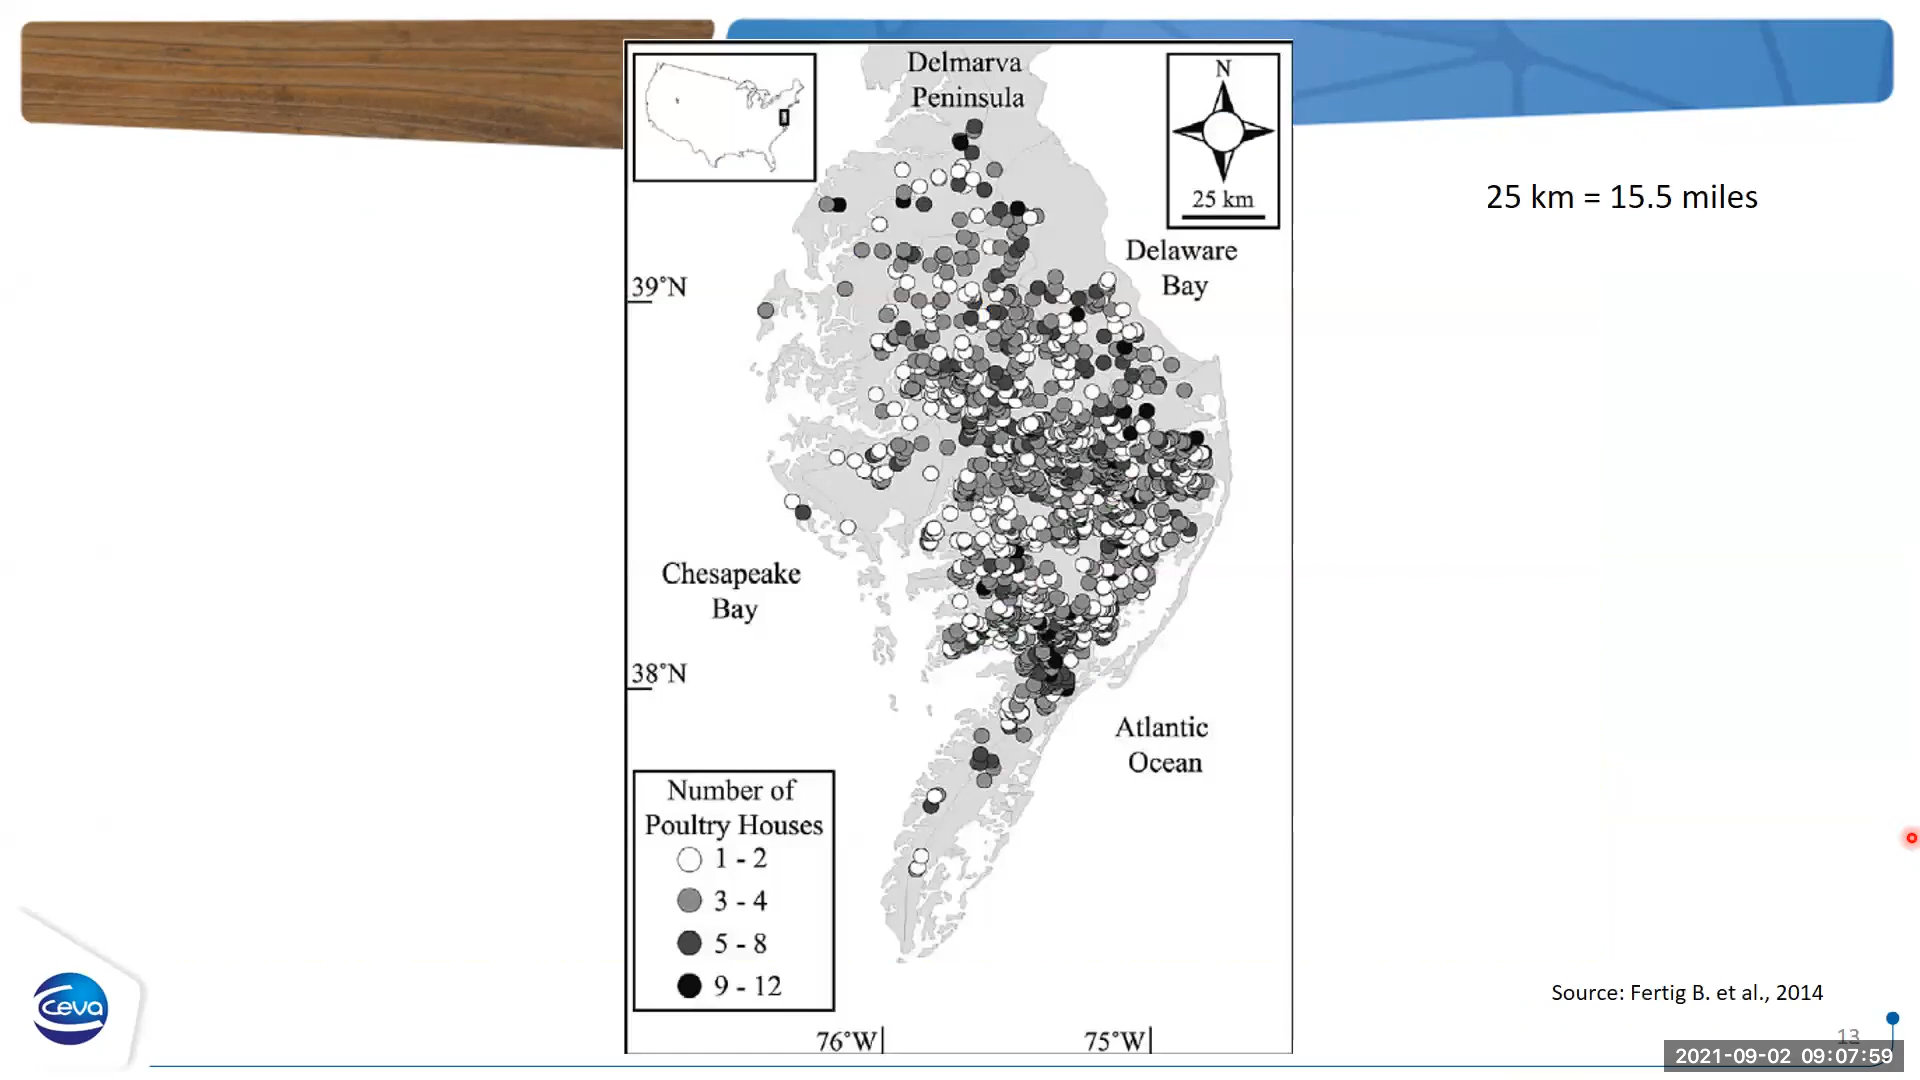 Delmarva
Peninsula
N
25 km
25 km = 15.5 miles
Delaware
Bay
39°N
Chesapeake
Bay
38°N
Atlantic
Ocean
Number of
Poultry Houses
1 - 2
3 - 4
5 - 8
9 - 12
76°W
75°W
Ceva
Source: Fertig B. et al., 2014
13
2021-09-02 09:07:59